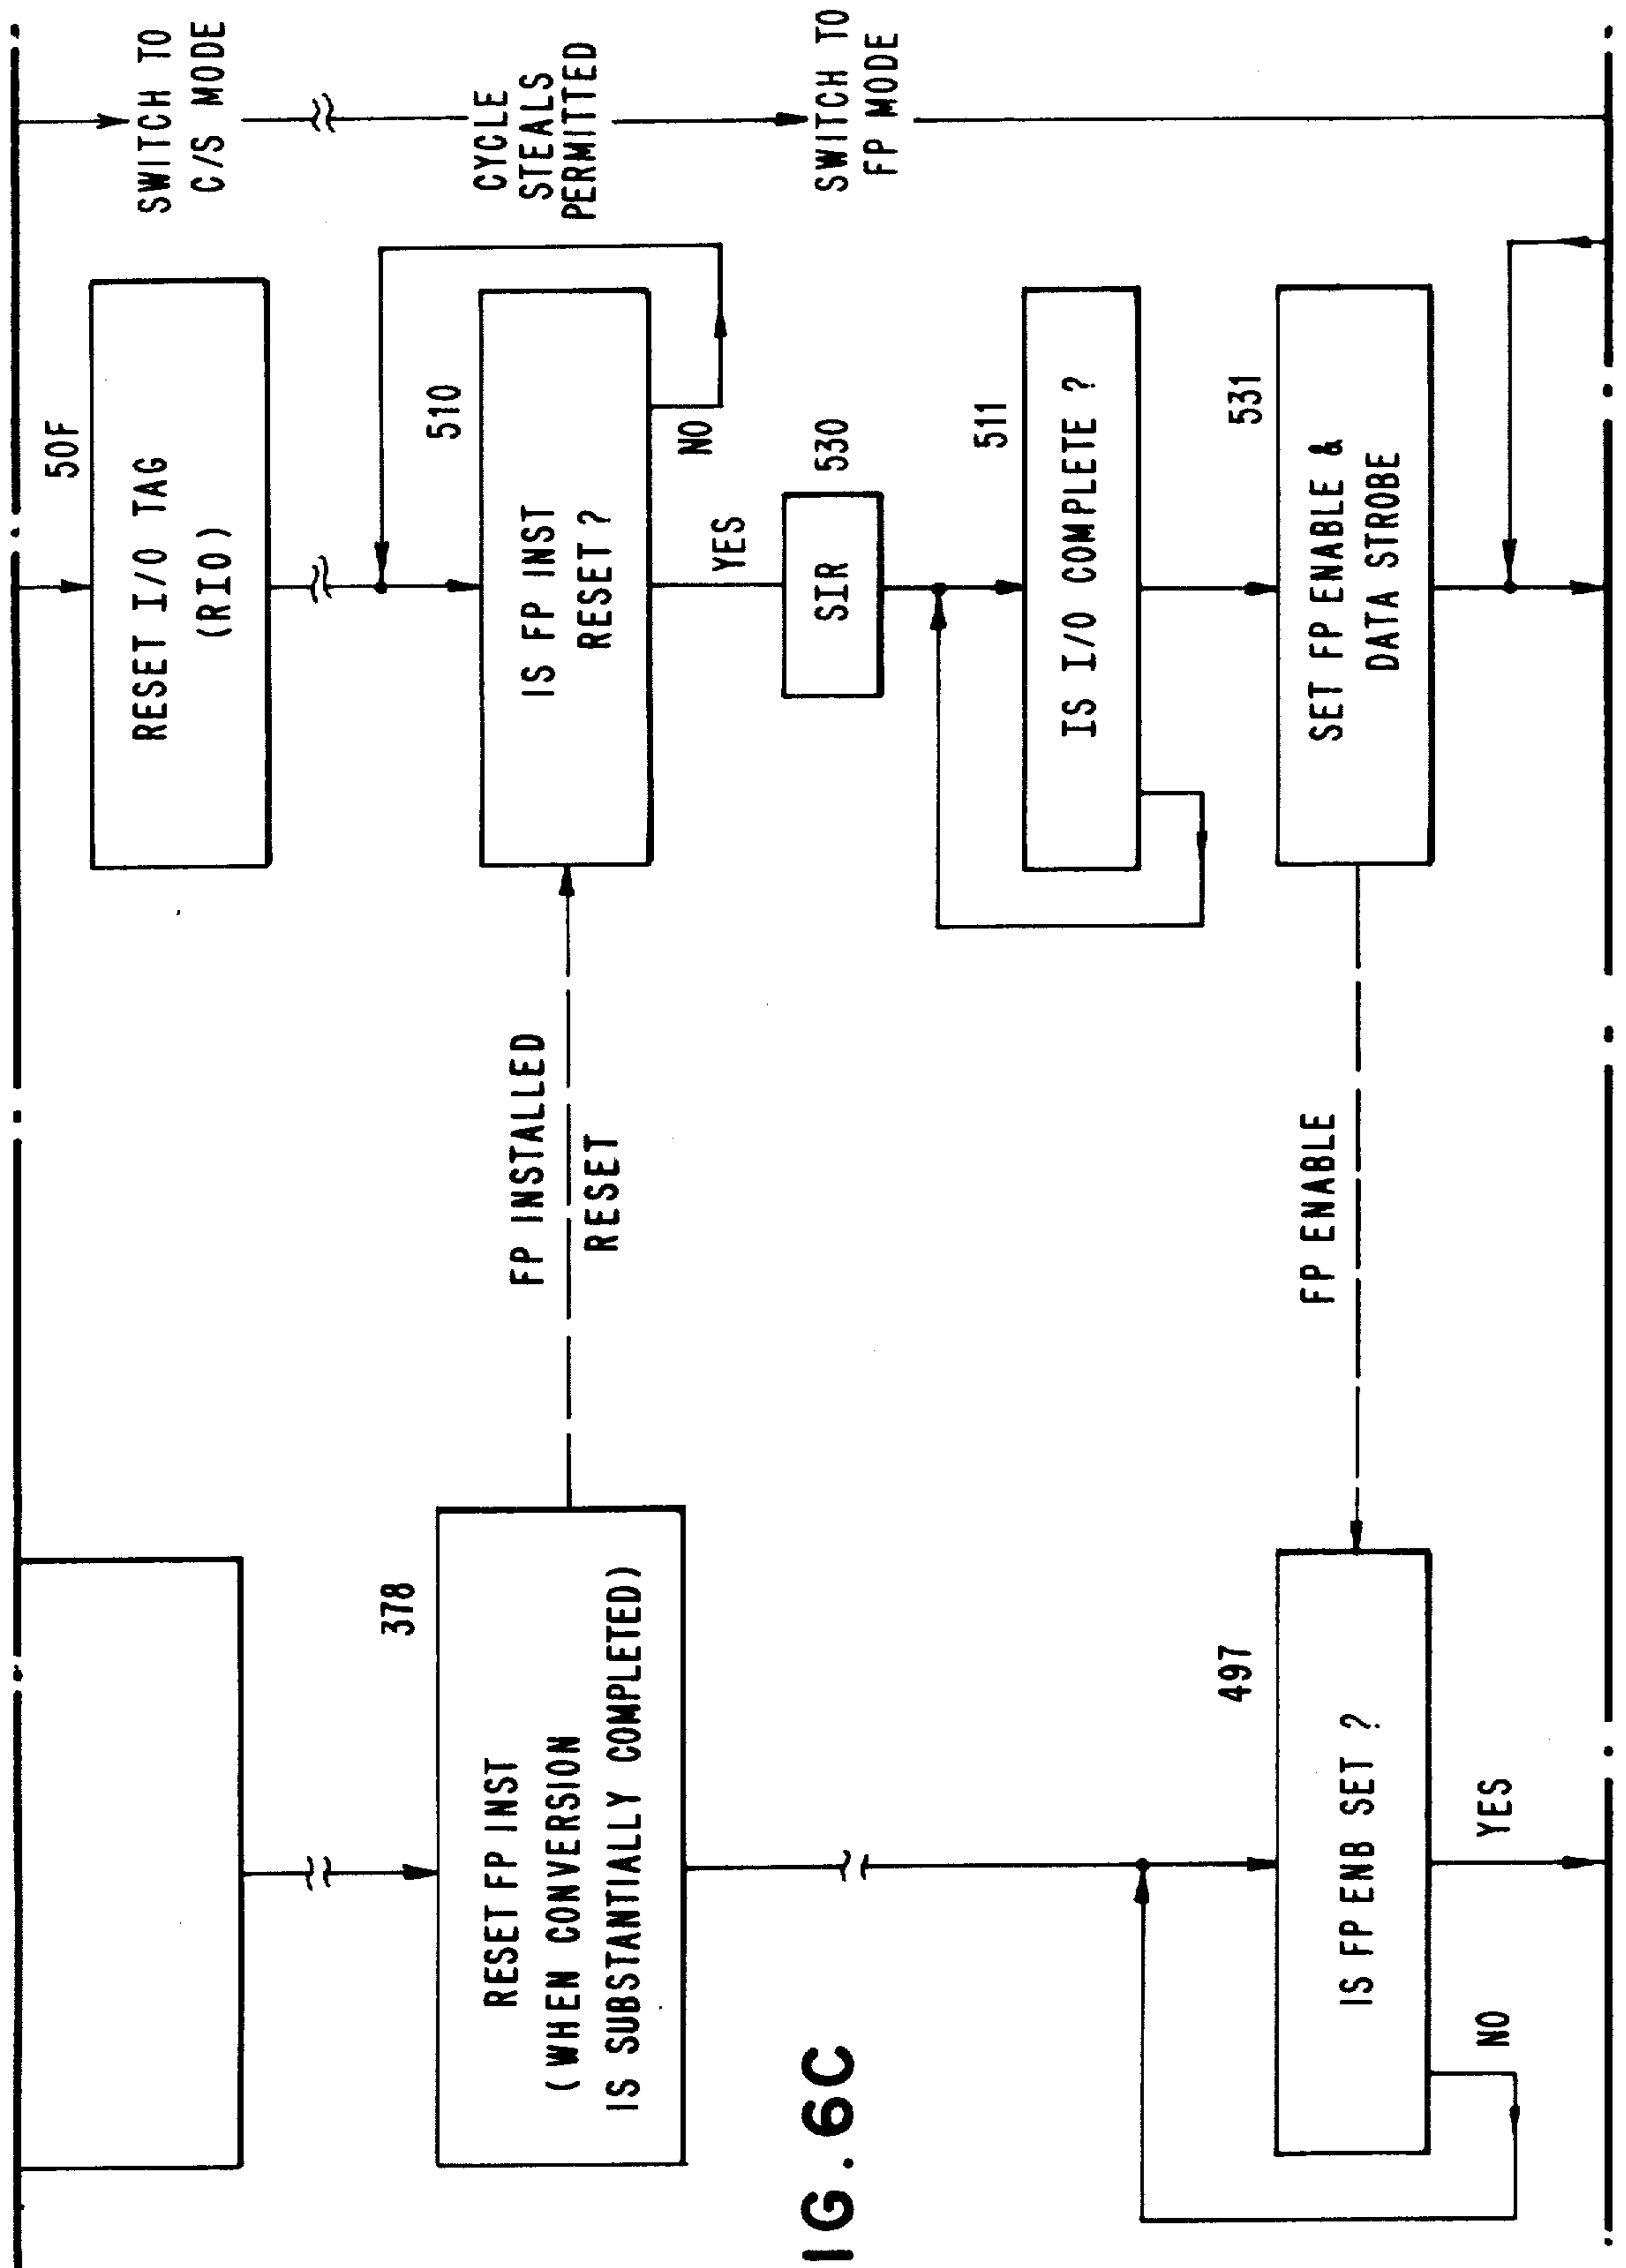 IG. 6C
378
RESET FP INST
(WHEN CONVERSION
IS SUBSTANTIALLY COMPLETED)
497
IS FP ENB SET ?
NO
YES
FP INSTALLED
RESET
FP ENABLE
50F
RESET I/O TAG
(RIO)
510
IS FP INST
RESET ?
NO
YES
530
SIR
511
IS I/O COMPLETE ?
531
SET FP ENABLE &
DATA STROBE
SWITCH TO
C/S MODE
CYCLE
STEALS
PERMITTED
SWITCH TO
FP MODE